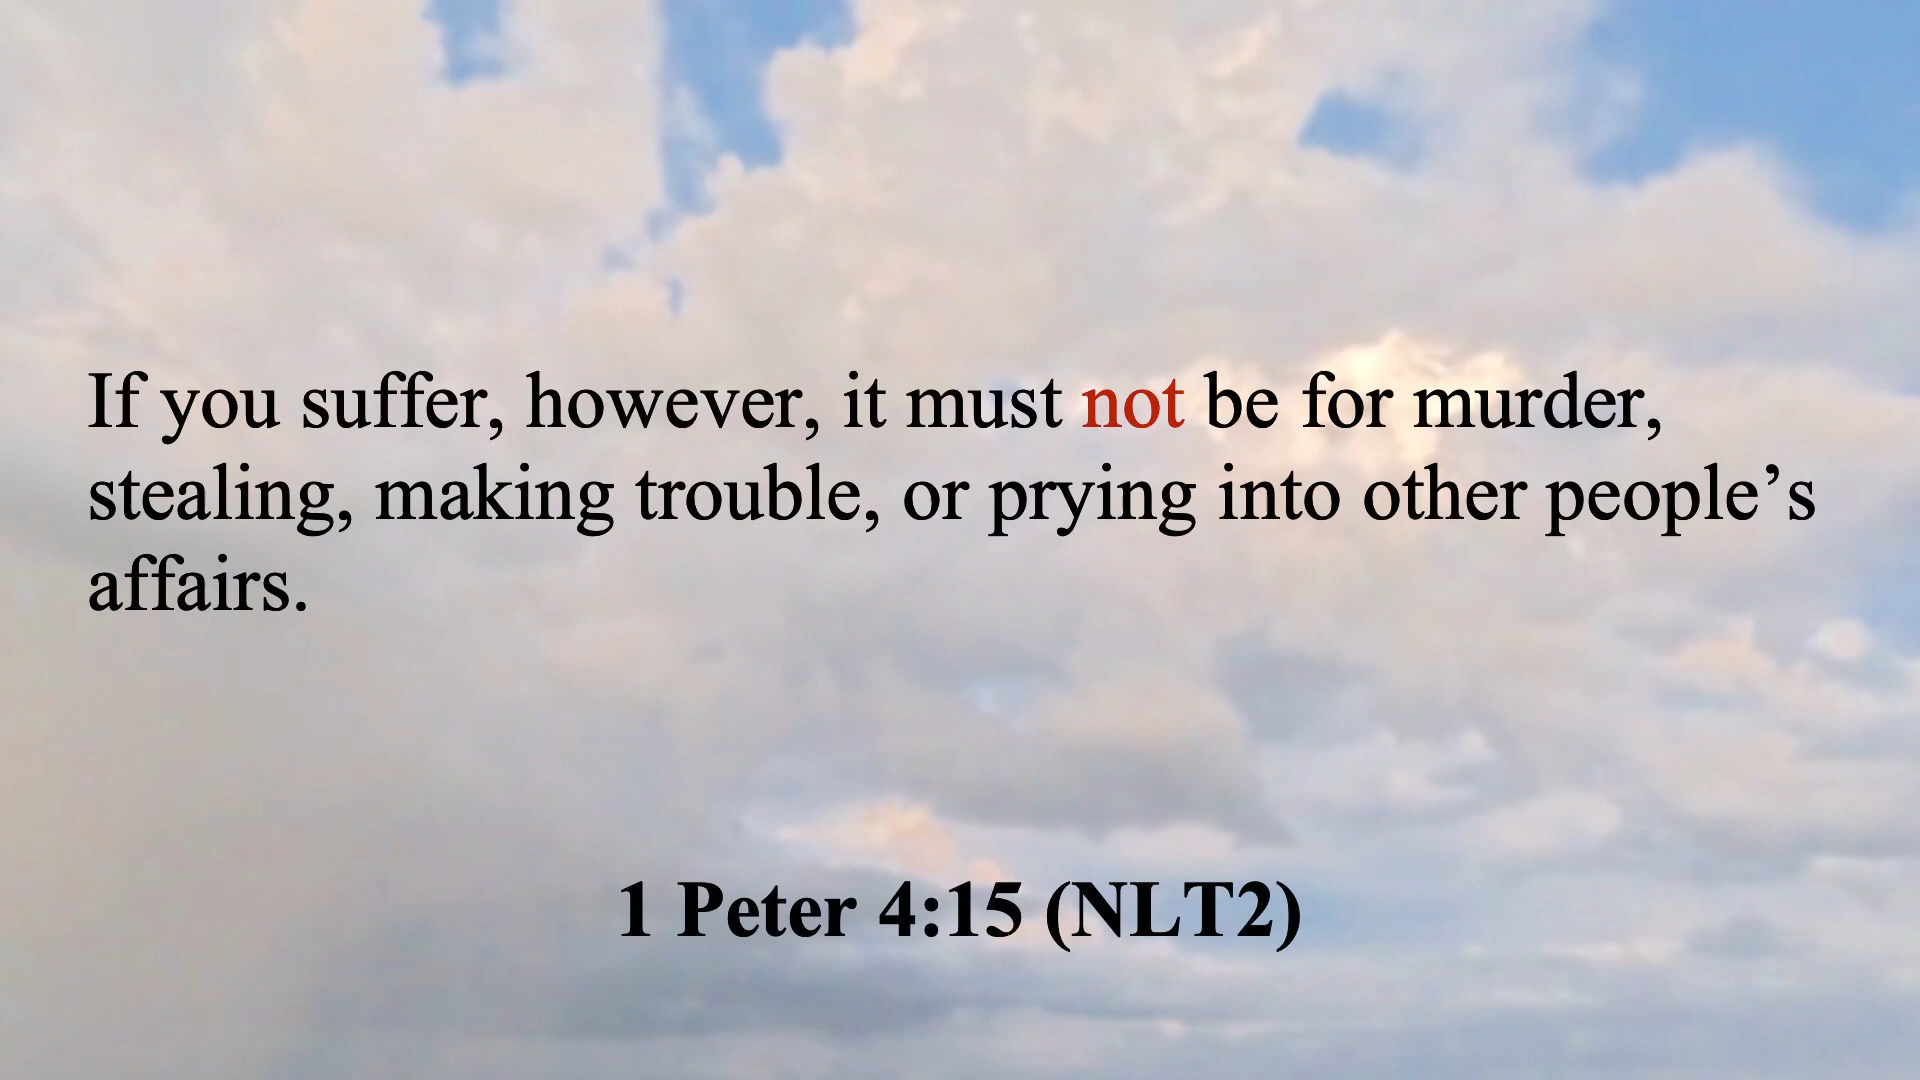 If you suffer, however, it must not be for murder,
stealing, making trouble, or prying into other people’s
affairs.
1 Peter 4:15 (NLT2)